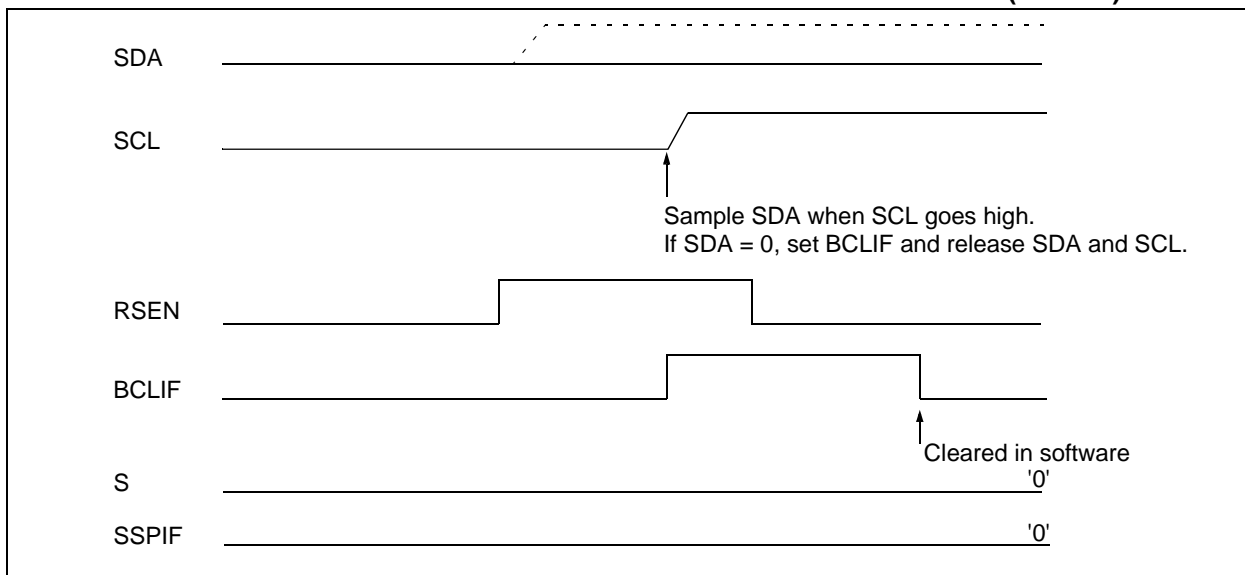 SDA
SCL
Sample SDA when SCL goes high.
If SDA = 0, set BCLIF and release SDA and SCL.
RSEN
BCLIF
Cleared in software
S
'0'
SSPIF
'0'